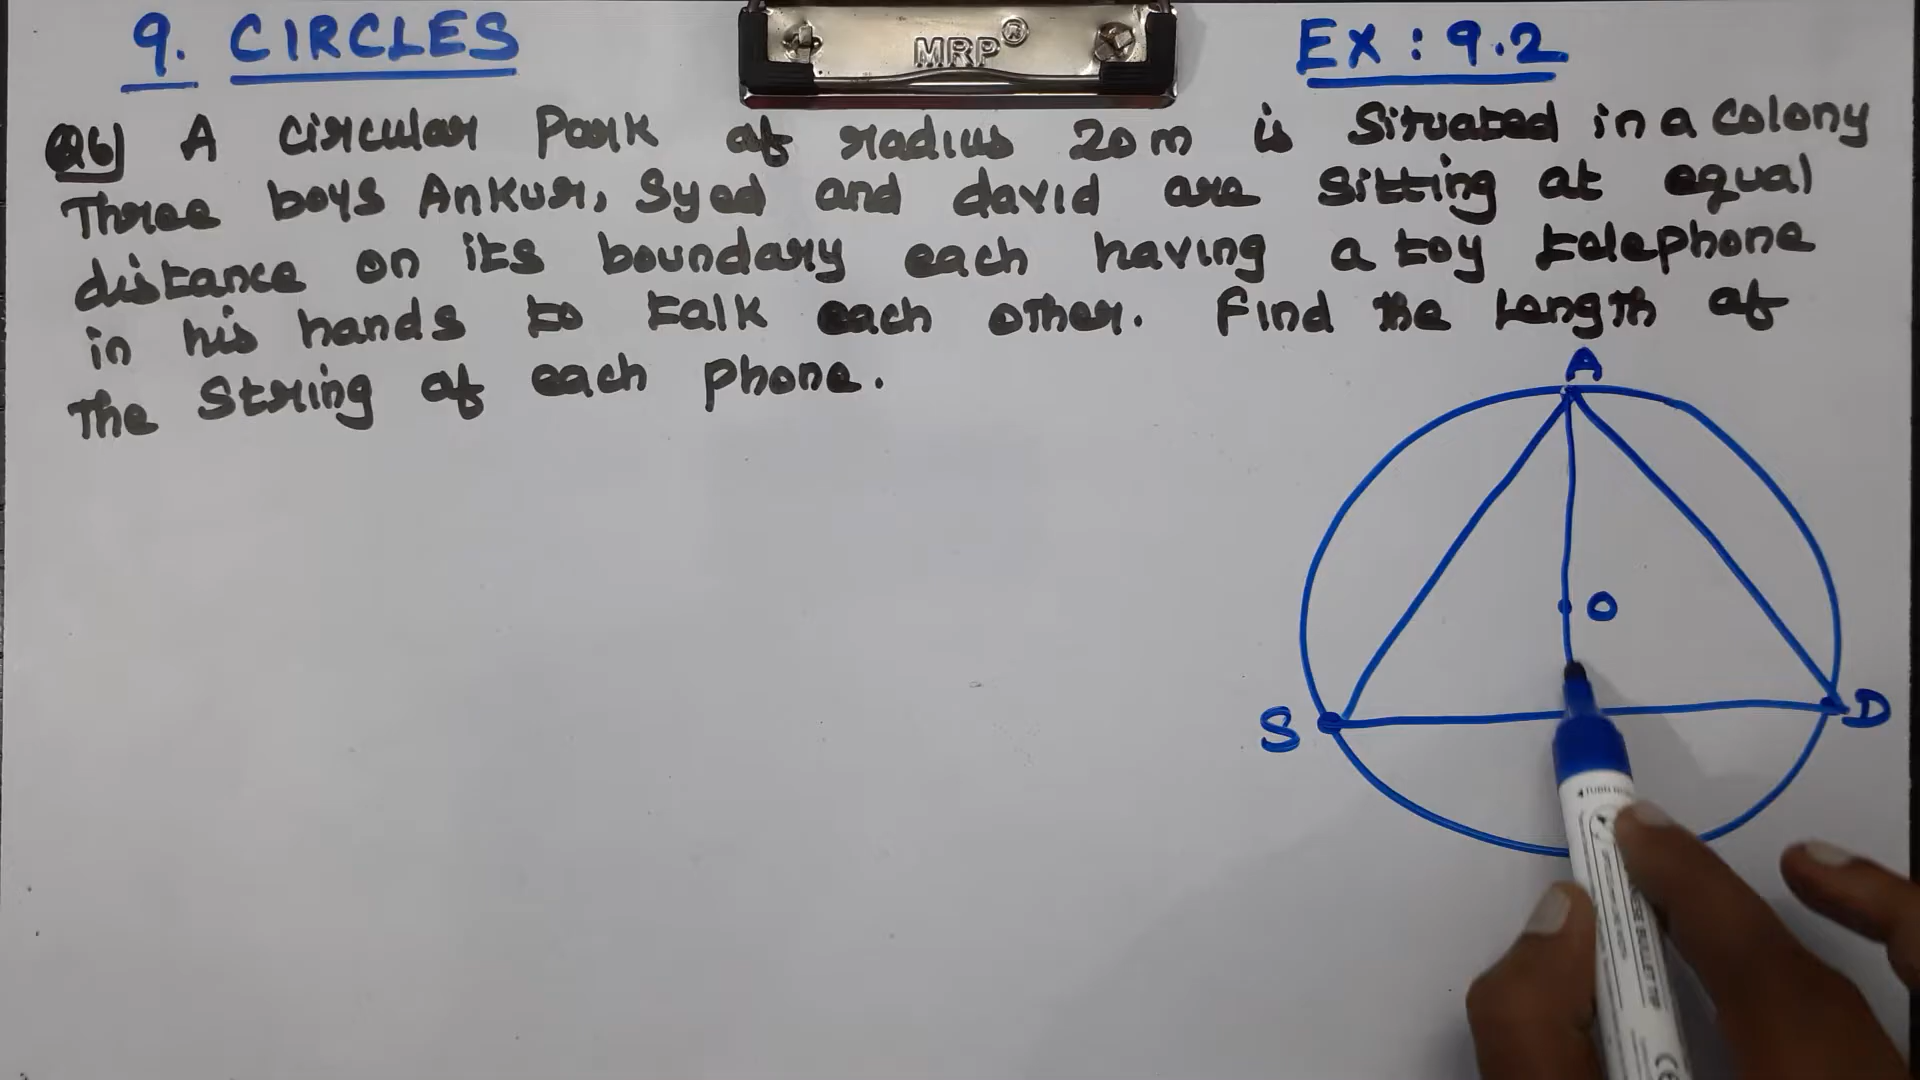 9. CIRCLES
MRP®
EX : 9.2
Q6) A circular Park of radius 20m is Situated in a colony
Three boys Ankur, Syed and david are sitting at equal
distance on its boundary each having a toy telephone
in his hands to talk each other. Find the Length of
The String of each phone.
A
O
S
D